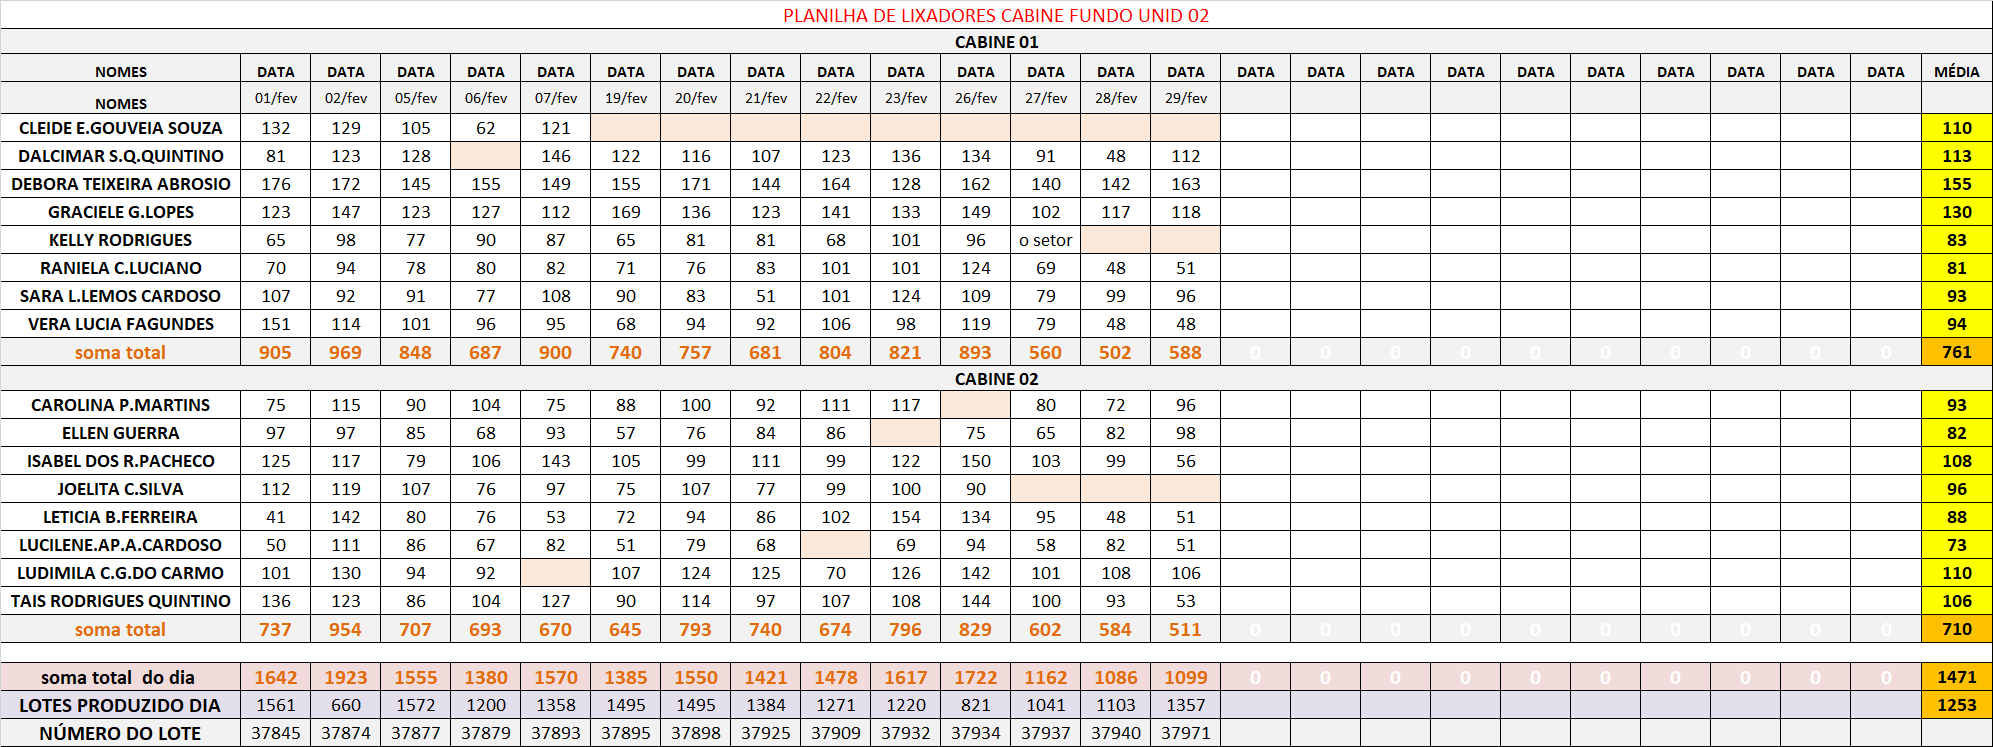 PLANILHA DE LIXADORES CABINE FUNDO UNID 02
CABINE 01
NOMES DATA DATA DATA DATA DATA DATA DATA DATA DATA DATA DATA DATA DATA DATA DATA DATA DATA DATA DATA DATA DATA DATA DATA DATA MÉDIA
NOMES 01/fev 02/fev 05/fev 06/fev 07/fev 19/fev 20/fev 21/fev 22/fev 23/fev 26/fev 27/fev 28/fev 29/fev
CLEIDE E.GOUVEIA SOUZA 132 129 105 62 121 110
DALCIMAR S.Q.QUINTINO 81 123 128 146 122 116 107 123 136 134 91 48 112 113
DEBORA TEIXEIRA ABROSIO 176 172 145 155 149 155 171 144 164 128 162 140 142 163 155
GRACIELE G.LOPES 123 147 123 127 112 169 136 123 141 133 149 102 117 118 130
KELLY RODRIGUES 65 98 77 90 87 65 81 81 68 101 96 o setor 83
RANIELA C.LUCIANO 70 94 78 80 82 71 76 83 101 101 124 69 48 51 81
SARA L.LEMOS CARDOSO 107 92 91 77 108 90 83 51 101 124 109 79 99 96 93
VERA LUCIA FAGUNDES 151 114 101 96 95 68 94 92 106 98 119 79 48 48 94
soma total 905 969 848 687 900 740 757 681 804 821 893 560 502 588 0 0 0 0 0 0 0 0 0 0 761
CABINE 02
CAROLINA P.MARTINS 75 115 90 104 75 88 100 92 111 117 80 72 96 93
ELLEN GUERRA 97 97 85 68 93 57 76 84 86 75 65 82 98 82
ISABEL DOS R.PACHECO 125 117 79 106 143 105 99 111 99 122 150 103 99 56 108
JOELITA C.SILVA 112 119 107 76 97 75 107 77 99 100 90 96
LETICIA B.FERREIRA 41 142 80 76 53 72 94 86 102 154 134 95 48 51 88
LUCILENE.AP.A.CARDOSO 50 111 86 67 82 51 79 68 69 94 58 82 51 73
LUDIMILA C.G.DO CARMO 101 130 94 92 107 124 125 70 126 142 101 108 106 110
TAIS RODRIGUES QUINTINO 136 123 86 104 127 90 114 97 107 108 144 100 93 53 106
soma total 737 954 707 693 670 645 793 740 674 796 829 602 584 511 0 0 0 0 0 0 0 0 0 0 710
soma total do dia 1642 1923 1555 1380 1570 1385 1550 1421 1478 1617 1722 1162 1086 1099 0 0 0 0 0 0 0 0 0 0 1471
LOTES PRODUZIDO DIA 1561 660 1572 1200 1358 1495 1495 1384 1271 1220 821 1041 1103 1357 1253
NÚMERO DO LOTE 37845 37874 37877 37879 37893 37895 37898 37925 37909 37932 37934 37937 37940 37971